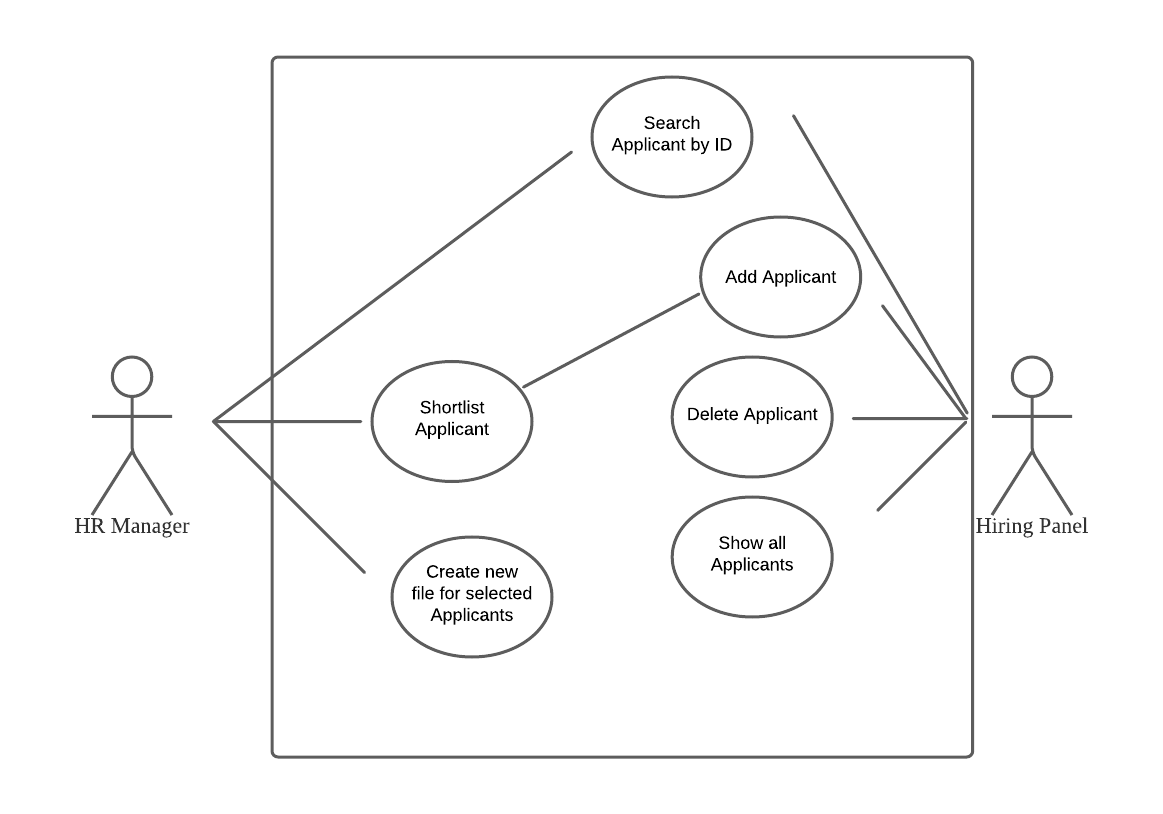 Search
Applicant by ID
Add Applicant
Shortlist
Applicant
Delete Applicant
HR Manager
Hiring Panel
Show all
Applicants
Create new
file for selected
Applicants